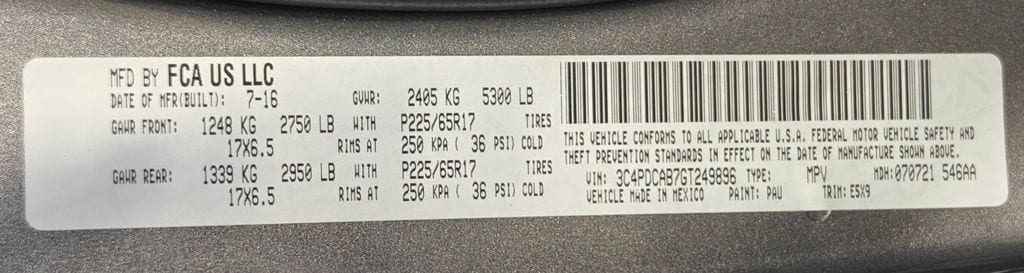 MFD BY FCA US LLC
DATE OF MFR(BUILT): 7-16 GVWR: 2405 KG 5300 LB
GAWR FRONT: 1248 KG 2750 LB WITH P225/65R17 TIRES
17X6.5 RIMS AT 250 KPA ( 36 PSI) COLD
GAWR REAR: 1339 KG 2950 LB WITH P225/65R17 TIRES
17X6.5 RIMS AT 250 KPA ( 36 PSI) COLD
THIS VEHICLE CONFORMS TO ALL APPLICABLE U.S.A. FEDERAL MOTOR VEHICLE SAFETY AND
THEFT PREVENTION STANDARDS IN EFFECT ON THE DATE OF MANUFACTURE SHOWN ABOVE.
VIN: 3C4PDCAB7GT249896 TYPE: MPV MDH:070721 546AA
VEHICLE MADE IN MEXICO PAINT: PAU TRIM: E5X9